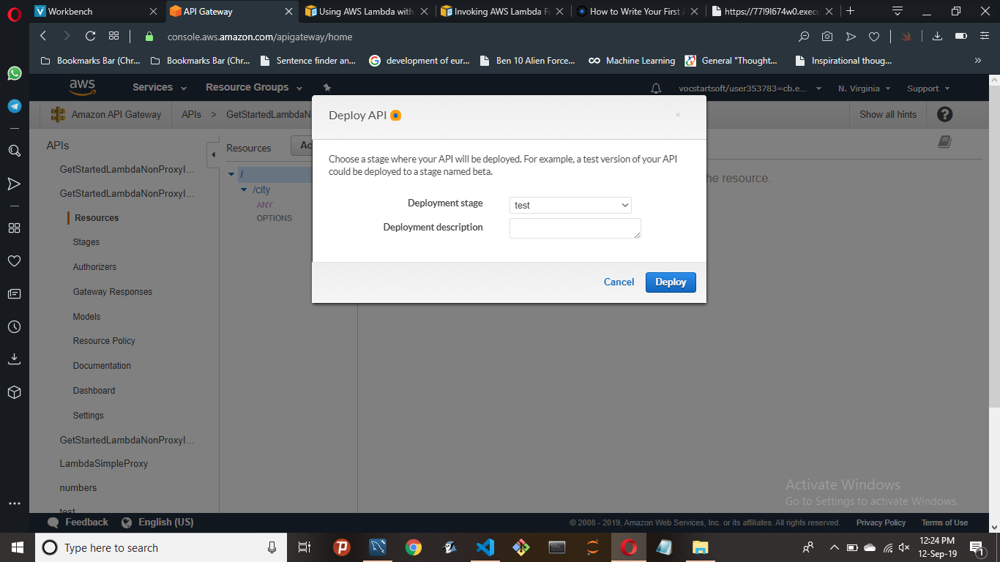 Workbench
API Gateway
Using AWS Lambda with
Invoking AWS Lambda Fu
How to Write Your First A
https://77l9l674w0.execu
console.aws.amazon.com/apigateway/home
Bookmarks Bar (Chr...
Bookmarks Bar (Chr...
Sentence finder an...
development of eur...
Ben 10 Alien Force...
Machine Learning
General "Thought...
Inspirational thoug...
aws
Services
Resource Groups
vocstartsoft/user353783=cb.e...
N. Virginia
Support
Amazon API Gateway
APIs
>
GetStartedLambdaN
Show all hints
APIs
GetStartedLambdaNonProxyI...
GetStartedLambdaNonProxyI...
Resources
Stages
Authorizers
Gateway Responses
Models
Resource Policy
Documentation
Dashboard
Settings
GetStartedLambdaNonProxyI...
LambdaSimpleProxy
numbers
test
Resources
Ac
/
/city
ANY
OPTIONS
he resource.
Deploy API
Choose a stage where your API will be deployed. For example, a test version of your API
could be deployed to a stage named beta.
Deployment stage
test
Deployment description
Cancel
Deploy
Activate Windows
Go to Settings to activate Windows.
Feedback
English (US)
© 2008 - 2019, Amazon Web Services, Inc. or its affiliates. All rights reserved.
Privacy Policy
Terms of Use
Type here to search
12:24 PM
12-Sep-19
1